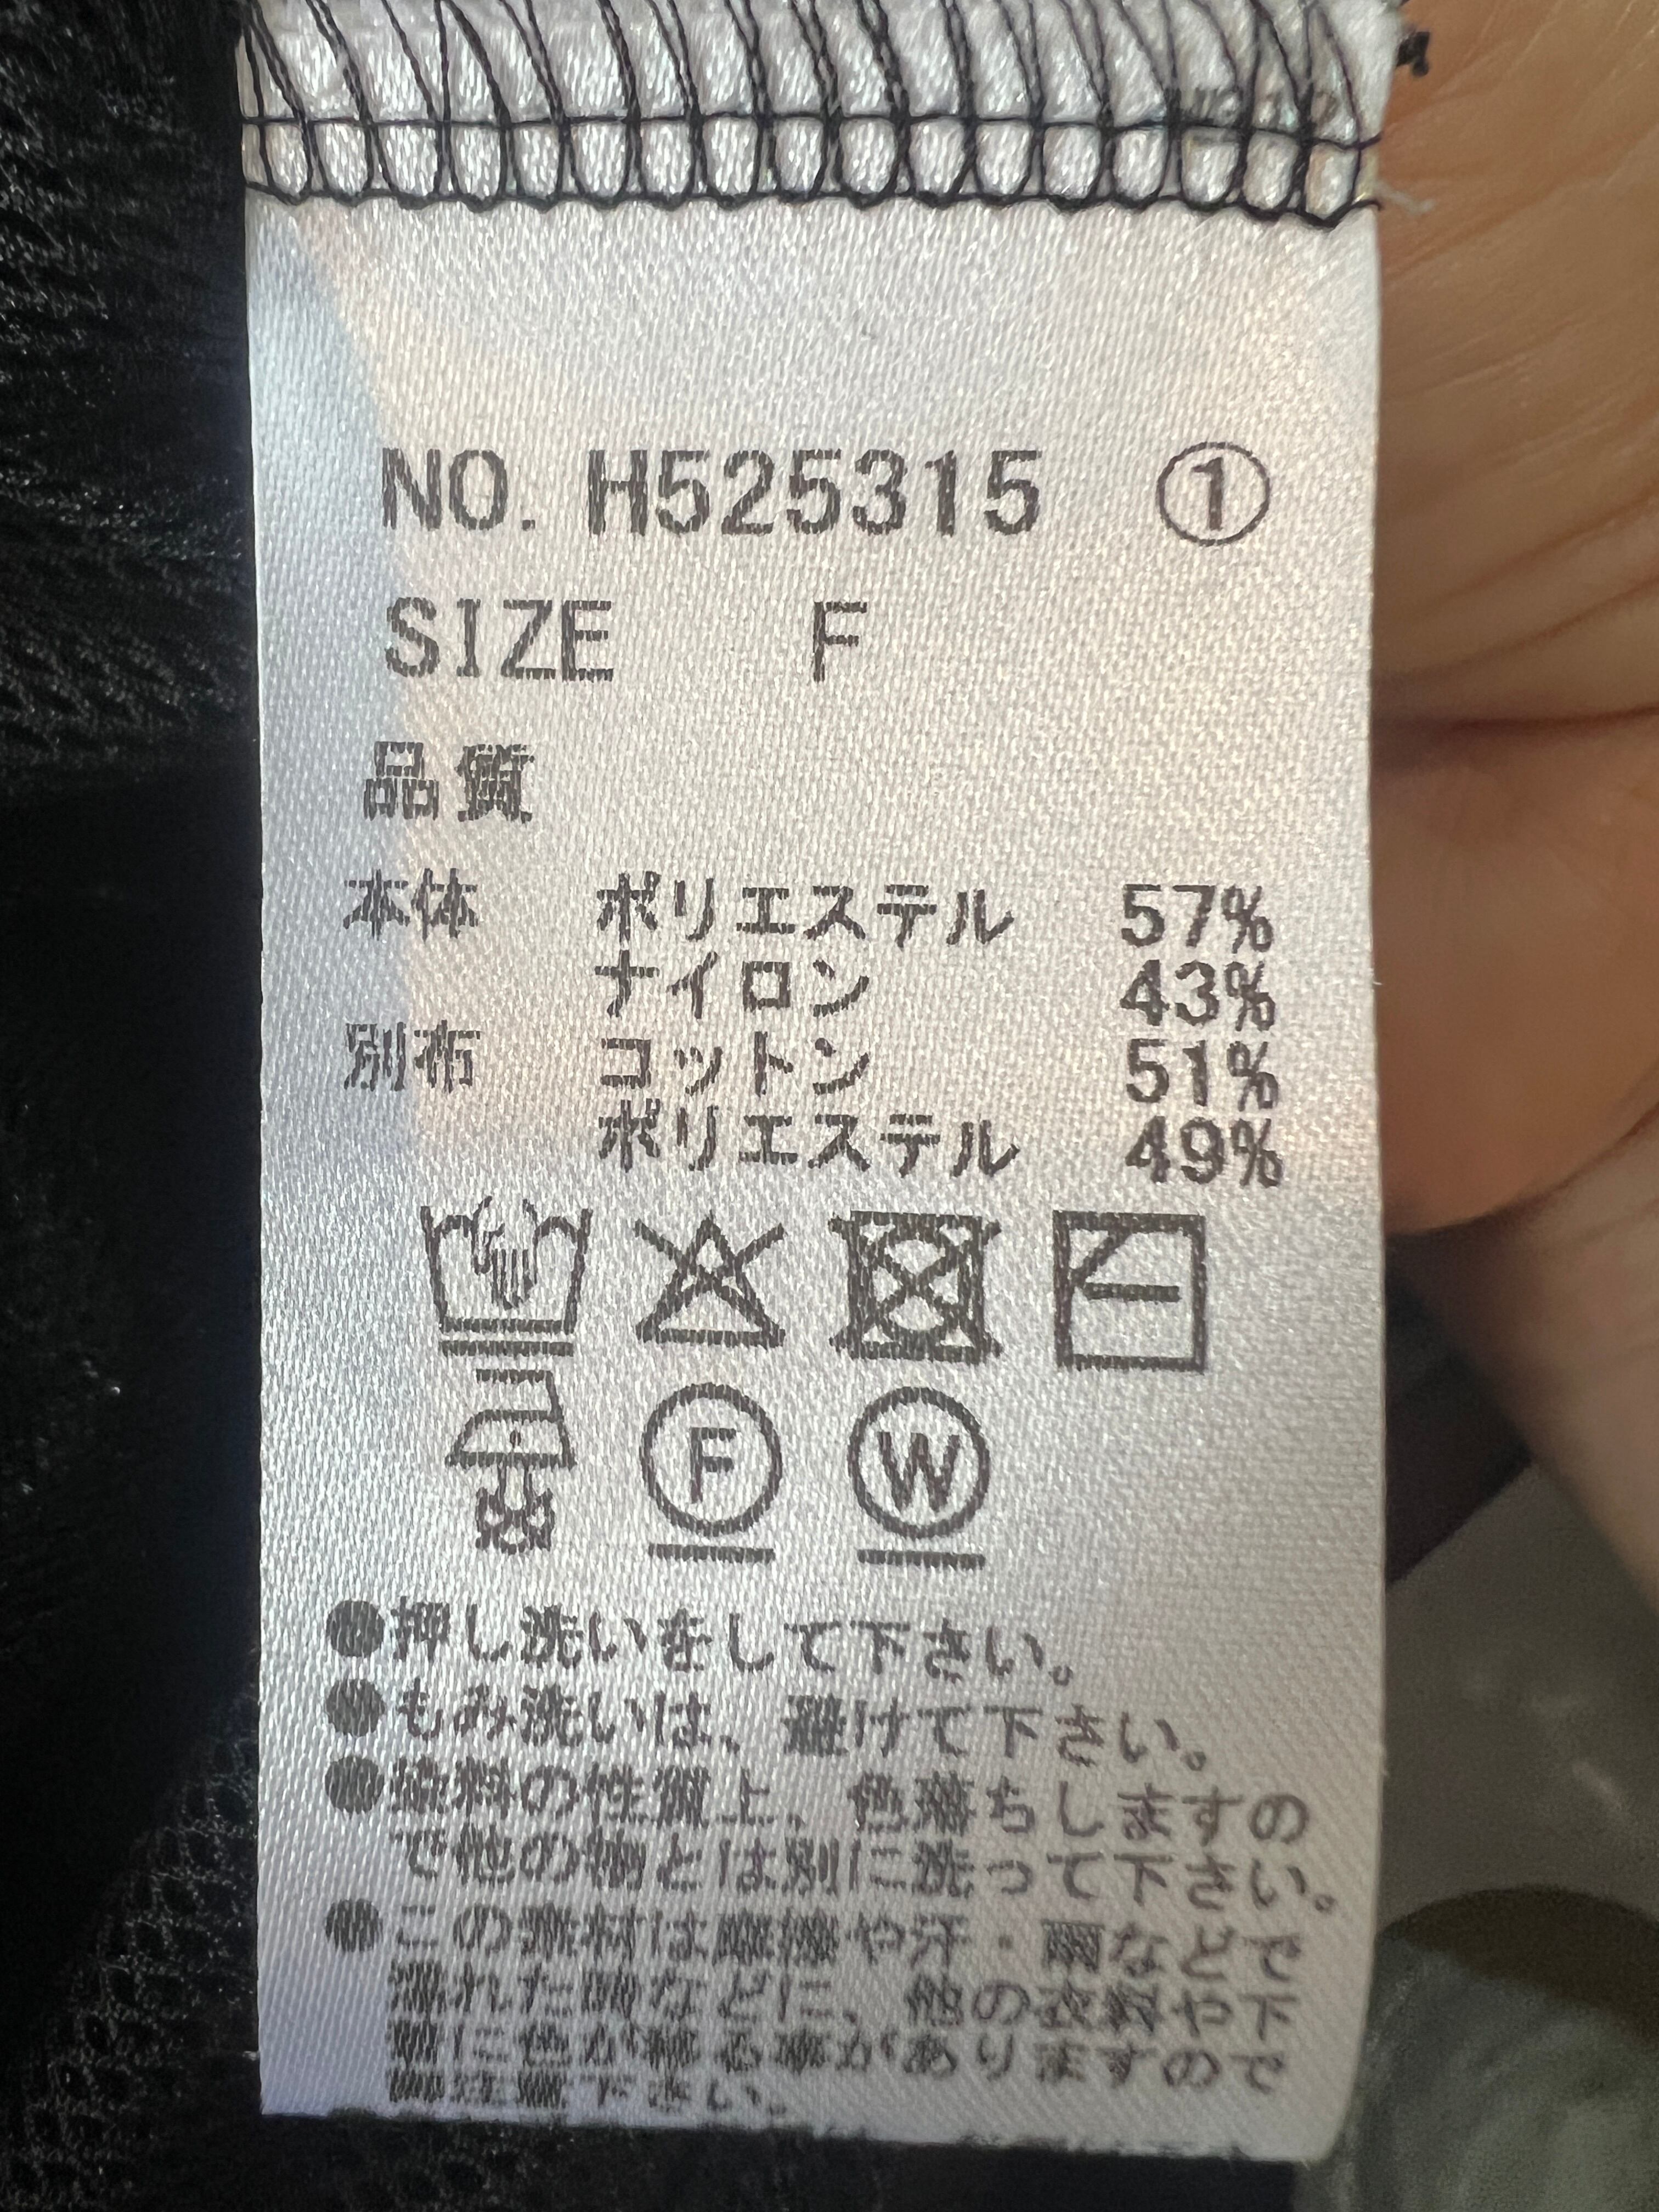 NO. H525315 ①
SIZE F
品質
本体 ポリエステル 57%
ナイロン 43%
別布 コットン 51%
ポリエステル 49%
F W
●押し洗いをして下さい。
●もみ洗いは、避けて下さい。
●染料の性質上、色落ちしますの
で他の物とは別に洗って下さい。
●この素材は摩擦や汗・雨などで
濡れた時などに、他の衣料や下
着に色が移る事がありますので
御注意下さい。